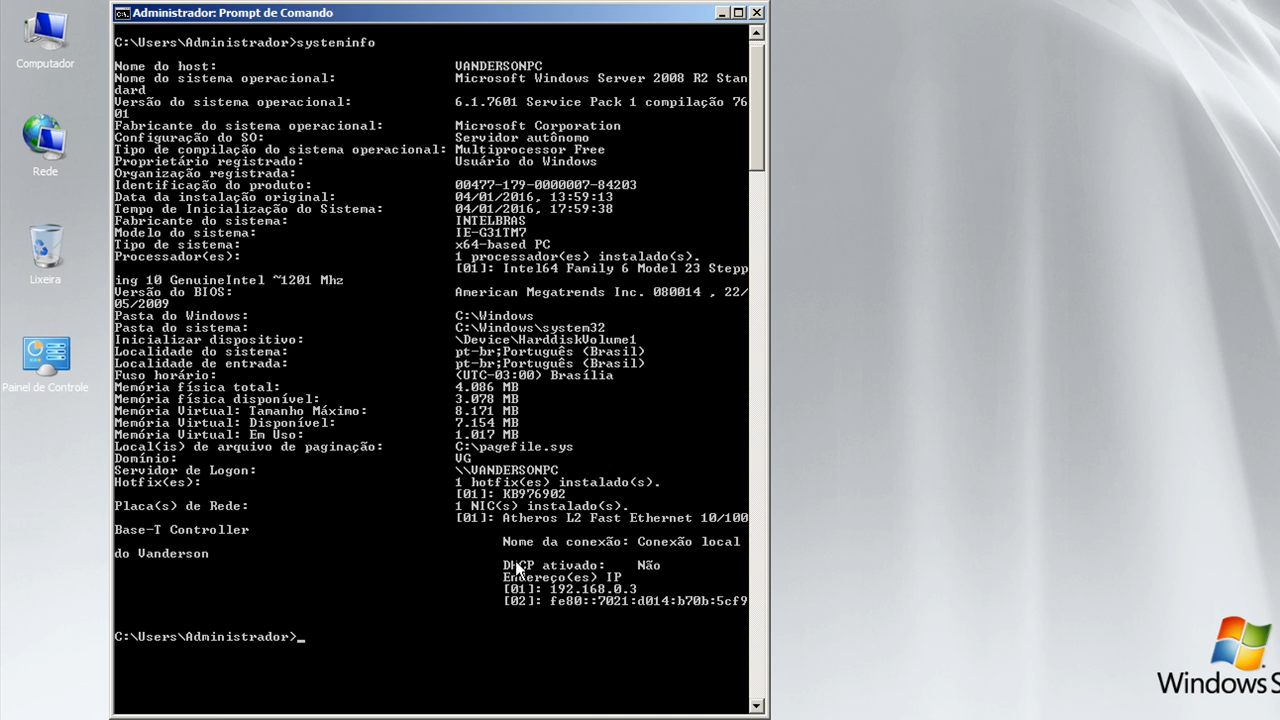 Administrador: Prompt de Comando
Computador
Rede
Lixeira
Painel de Controle
C:\Users\Administrador>systeminfo
Nome do host: VANDERSONPC
Nome do sistema operacional: Microsoft Windows Server 2008 R2 Stan
dard
Versão do sistema operacional: 6.1.7601 Service Pack 1 compilação 76
01
Fabricante do sistema operacional: Microsoft Corporation
Configuração do SO: Servidor autônomo
Tipo de compilação do sistema operacional: Multiprocessor Free
Proprietário registrado: Usuário do Windows
Organização registrada:
Identificação do produto: 00477-179-0000007-84203
Data da instalação original: 04/01/2016, 13:59:13
Tempo de Inicialização do Sistema: 04/01/2016, 17:59:38
Fabricante do sistema: INTELBRAS
Modelo do sistema: IE-G31TM7
Tipo de sistema: x64-based PC
Processador(es): 1 processador(es) instalado(s).
[01]: Intel64 Family 6 Model 23 Stepp
ing 10 GenuineIntel ~1201 Mhz
Versão do BIOS: American Megatrends Inc. 080014 , 22/
05/2009
Pasta do Windows: C:\Windows
Pasta do sistema: C:\Windows\system32
Inicializar dispositivo: \Device\HarddiskVolume1
Localidade do sistema: pt-br;Português (Brasil)
Localidade de entrada: pt-br;Português (Brasil)
Fuso horário: (UTC-03:00) Brasília
Memória física total: 4.086 MB
Memória física disponível: 3.078 MB
Memória Virtual: Tamanho Máximo: 8.171 MB
Memória Virtual: Disponível: 7.154 MB
Memória Virtual: Em Uso: 1.017 MB
Local(is) de arquivo de paginação: C:\pagefile.sys
Domínio: VG
Servidor de Logon: \\VANDERSONPC
Hotfix(es): 1 hotfix(es) instalado(s).
[01]: KB976902
Placa(s) de Rede: 1 NIC(s) instalado(s).
[01]: Atheros L2 Fast Ethernet 10/100
Base-T Controller
Nome da conexão: Conexão local
do Vanderson
DHCP ativado: Não
Endereço(es) IP
[01]: 192.168.0.3
[02]: fe80::7021:d014:b70b:5cf9
C:\Users\Administrador>_
Windows S